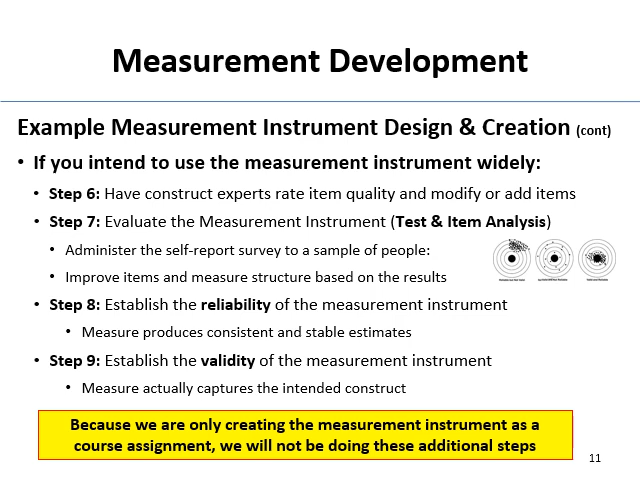 Measurement Development
Example Measurement Instrument Design & Creation (cont)
• If you intend to use the measurement instrument widely:
• Step 6: Have construct experts rate item quality and modify or add items
• Step 7: Evaluate the Measurement Instrument (Test & Item Analysis)
• Administer the self-report survey to a sample of people:
• Improve items and measure structure based on the results
• Step 8: Establish the reliability of the measurement instrument
• Measure produces consistent and stable estimates
• Step 9: Establish the validity of the measurement instrument
• Measure actually captures the intended construct
Because we are only creating the measurement instrument as a
course assignment, we will not be doing these additional steps
11